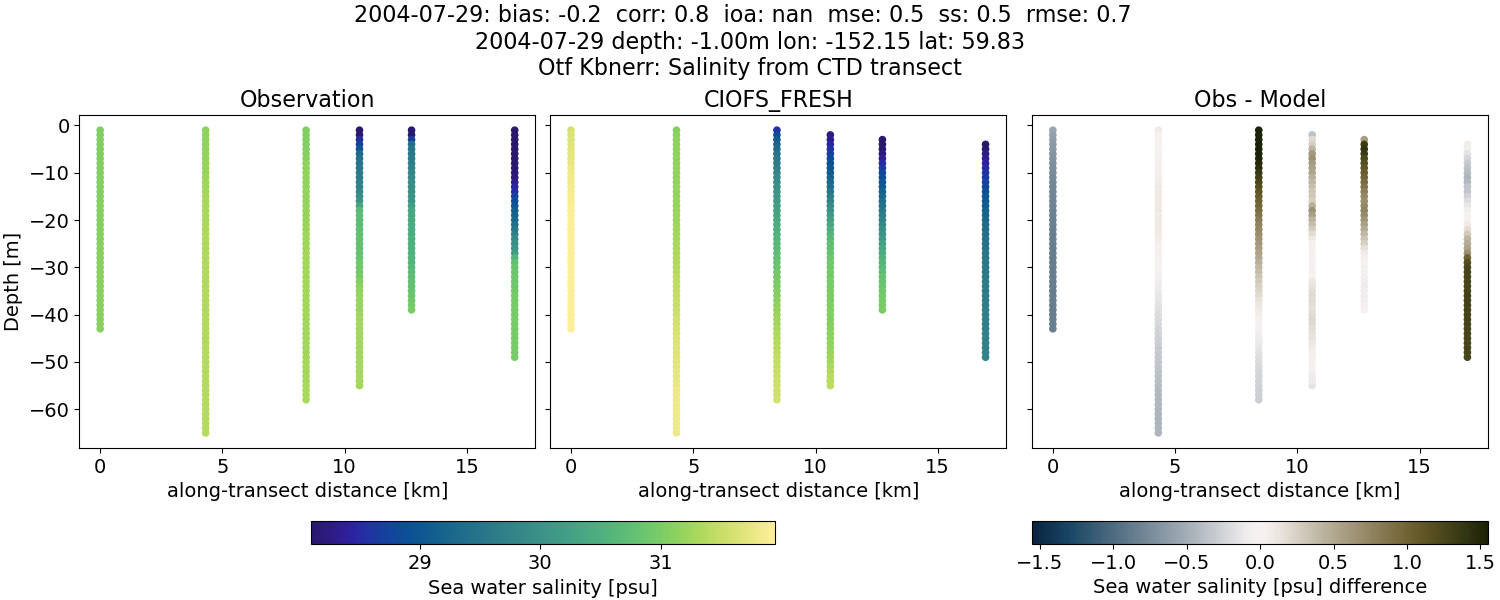 2004-07-29: bias: -0.2  corr: 0.8  ioa: nan  mse: 0.5  ss: 0.5  rmse: 0.7
2004-07-29 depth: -1.00m lon: -152.15 lat: 59.83
Otf Kbnerr: Salinity from CTD transect
Observation
CIOFS_FRESH
Obs - Model
Depth [m]
0
−10
−20
−30
−40
−50
−60
0 5 10 15
0 5 10 15
0 5 10 15
along-transect distance [km]
along-transect distance [km]
along-transect distance [km]
29 30 31
Sea water salinity [psu]
−1.5 −1.0 −0.5 0.0 0.5 1.0 1.5
Sea water salinity [psu] difference